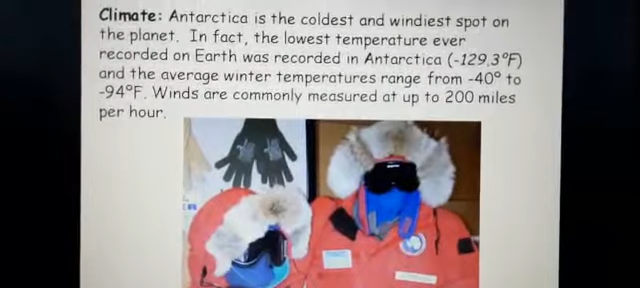 Climate: Antarctica is the coldest and windiest spot on
the planet. In fact, the lowest temperature ever
recorded on Earth was recorded in Antarctica (-129.3°F)
and the average winter temperatures range from -40° to
-94°F. Winds are commonly measured at up to 200 miles
per hour.